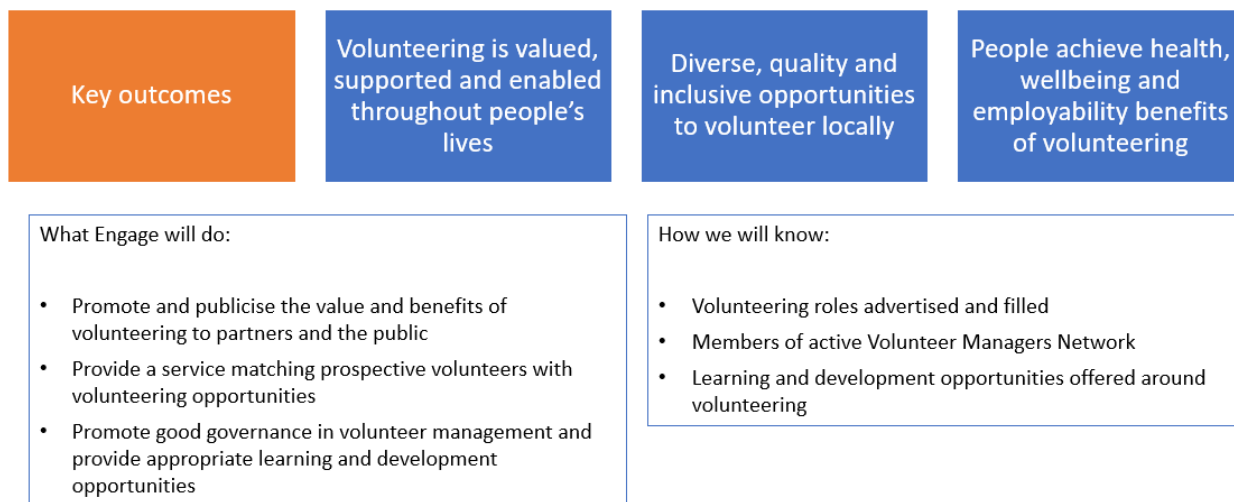 Key outcomes
Volunteering is valued,
supported and enabled
throughout people's
lives
Diverse, quality and
inclusive opportunities
to volunteer locally
People achieve health,
wellbeing and
employability benefits
of volunteering
What Engage will do:
• Promote and publicise the value and benefits of
volunteering to partners and the public
• Provide a service matching prospective volunteers with
volunteering opportunities
• Promote good governance in volunteer management and
provide appropriate learning and development
opportunities
How we will know:
• Volunteering roles advertised and filled
• Members of active Volunteer Managers Network
• Learning and development opportunities offered around
volunteering